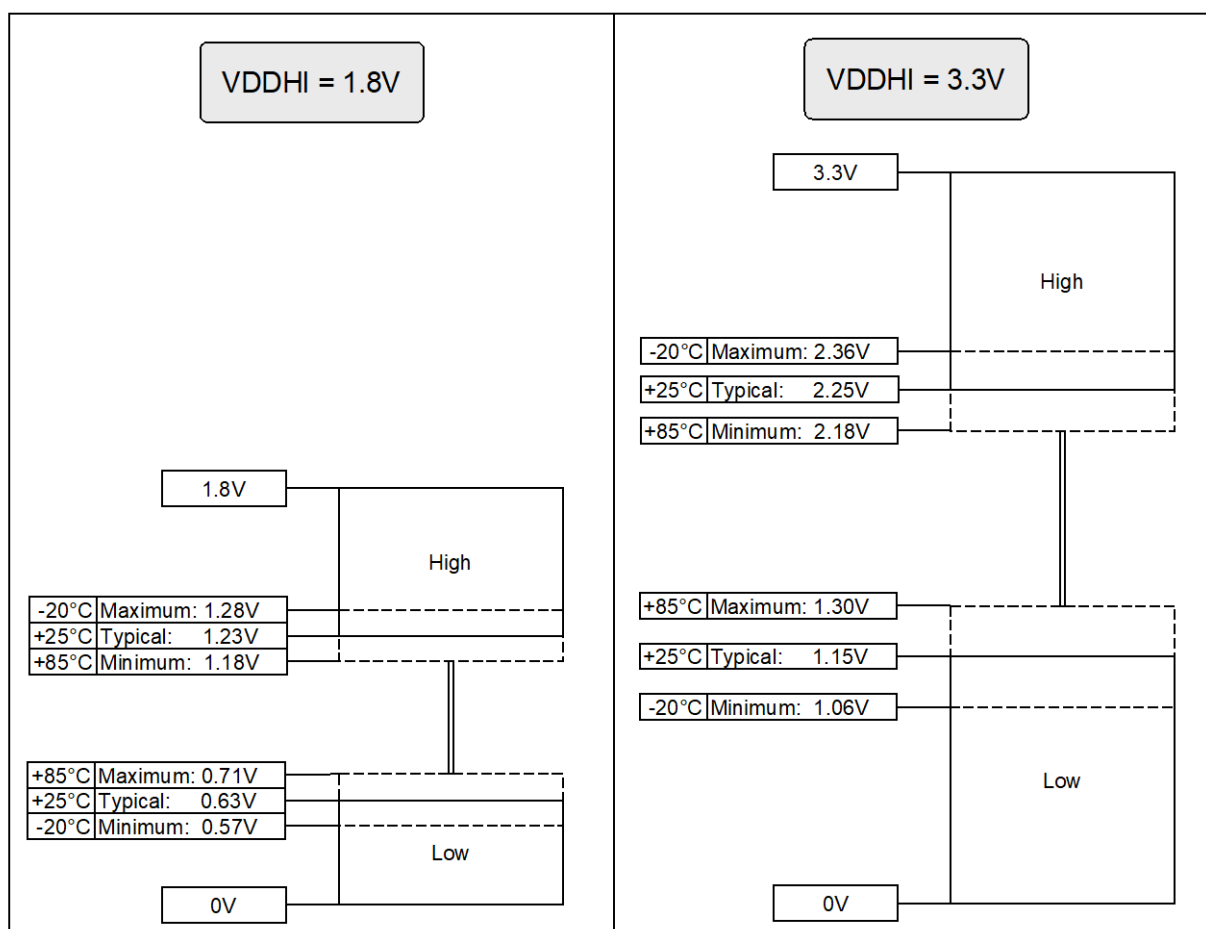 VDDHI = 1.8V
1.8V
High
-20°C Maximum: 1.28V
+25°C Typical: 1.23V
+85°C Minimum: 1.18V
+85°C Maximum: 0.71V
+25°C Typical: 0.63V
-20°C Minimum: 0.57V
Low
0V
VDDHI = 3.3V
3.3V
High
-20°C Maximum: 2.36V
+25°C Typical: 2.25V
+85°C Minimum: 2.18V
+85°C Maximum: 1.30V
+25°C Typical: 1.15V
-20°C Minimum: 1.06V
Low
0V